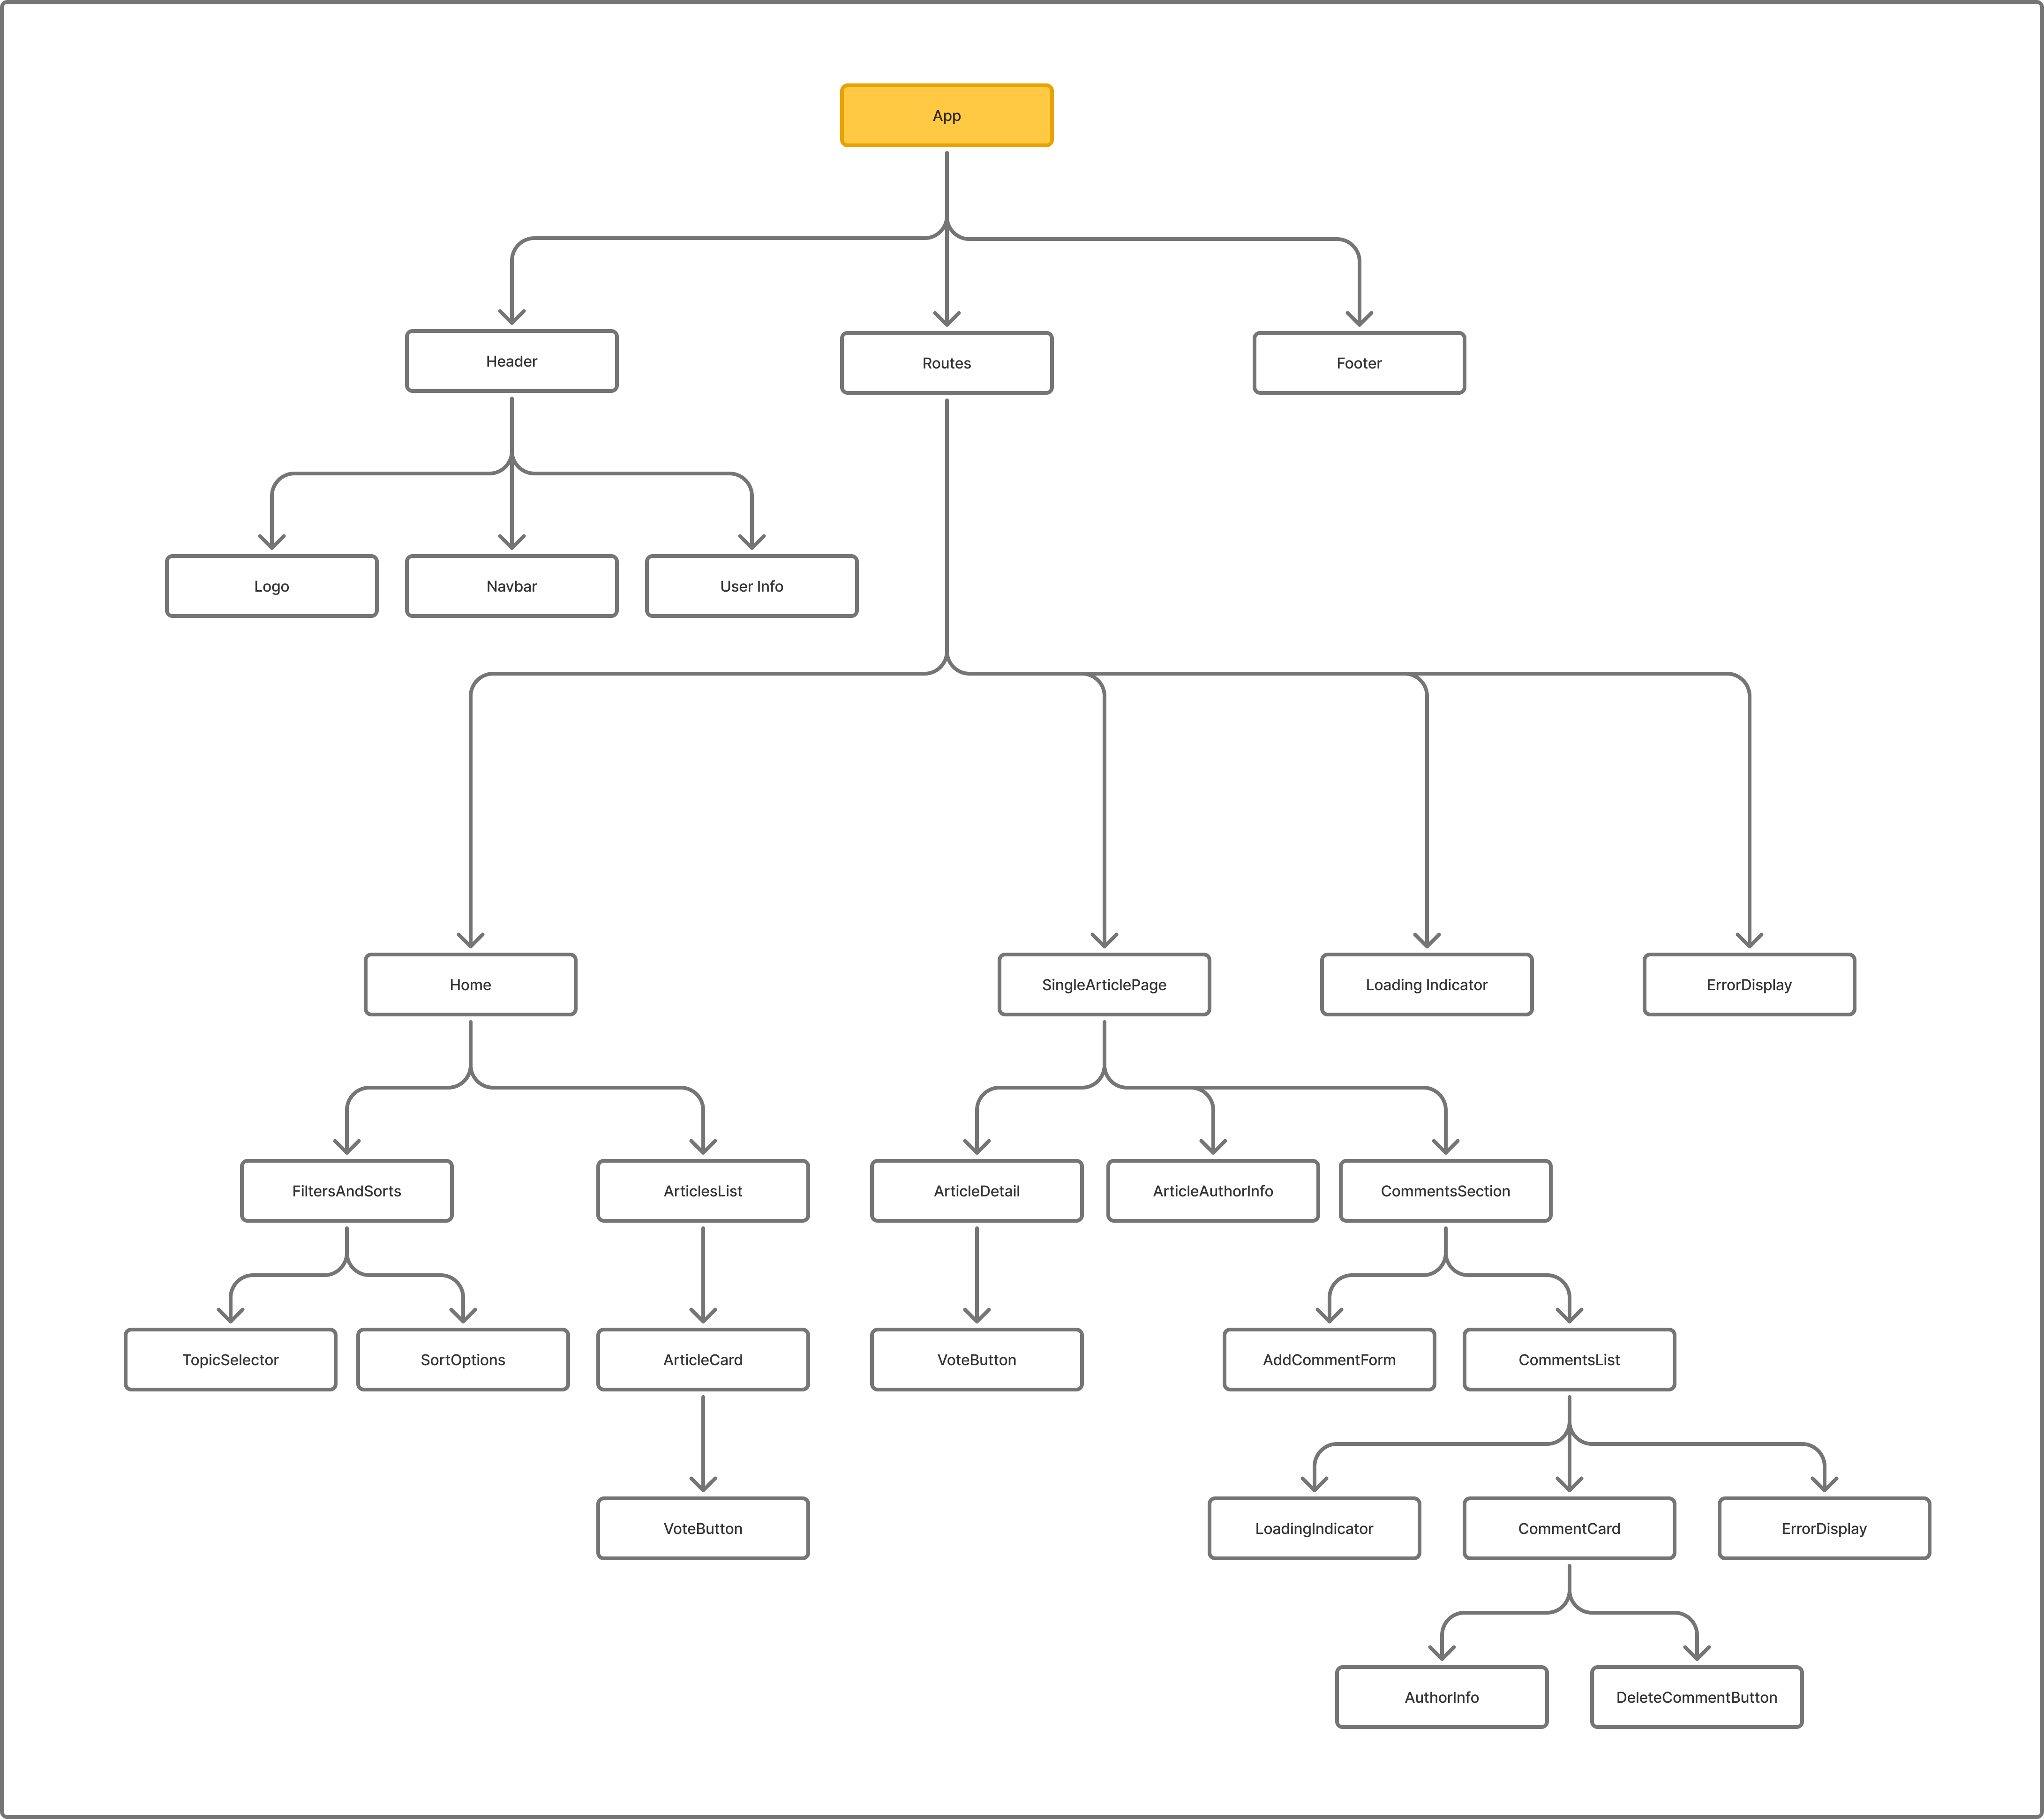 App
Header
Routes
Footer
Logo
Navbar
User Info
Home
SingleArticlePage
Loading Indicator
ErrorDisplay
FiltersAndSorts
ArticlesList
ArticleDetail
ArticleAuthorInfo
CommentsSection
TopicSelector
SortOptions
ArticleCard
VoteButton
AddCommentForm
CommentsList
VoteButton
LoadingIndicator
CommentCard
ErrorDisplay
AuthorInfo
DeleteCommentButton